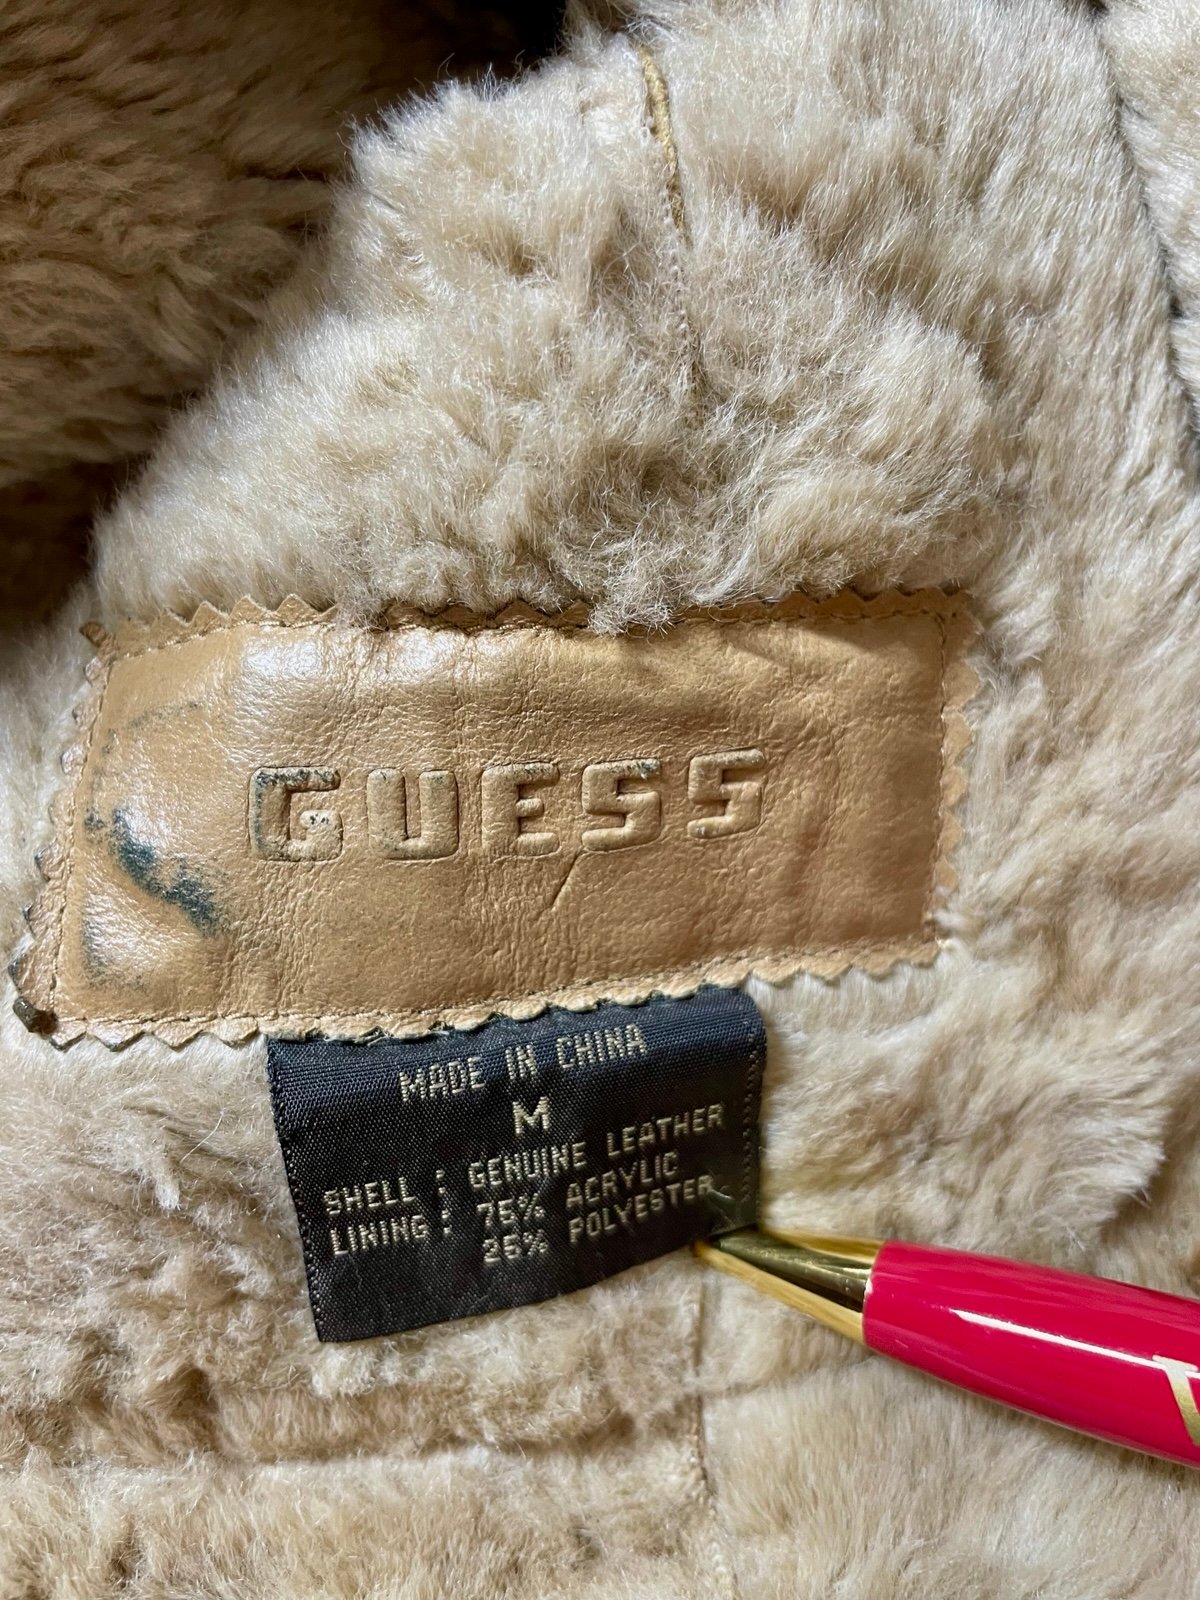 GUESS
MADE IN CHINA
M
SHELL : GENUINE LEATHER
LINING : 75% ACRYLIC
25% POLYESTER